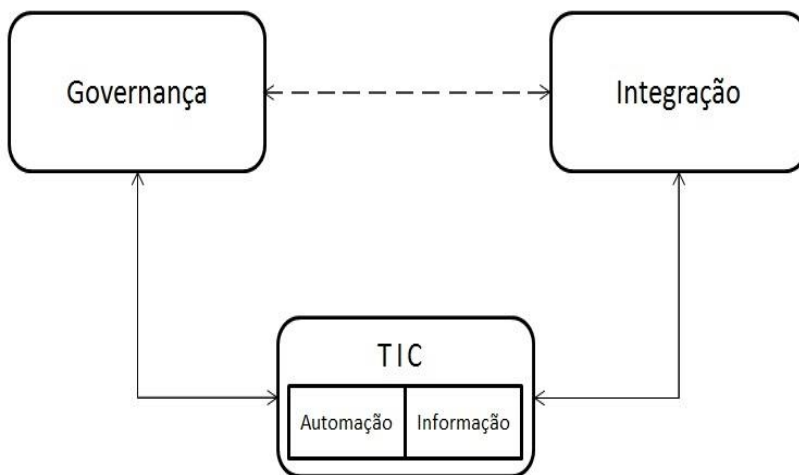 Governança
Integração
TIC
Automação
Informação